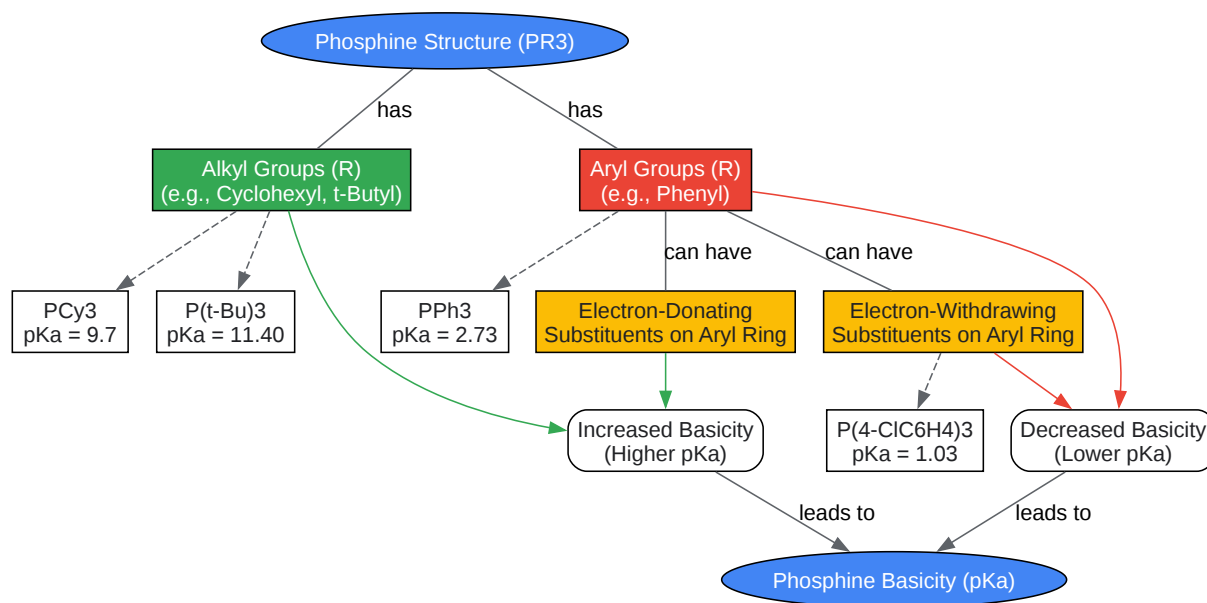 Phosphine Structure (PR3)
has
has
Alkyl Groups (R)
(e.g., Cyclohexyl, t-Butyl)
Aryl Groups (R)
(e.g., Phenyl)
can have
can have
PCy3
pKa = 9.7
P(t-Bu)3
pKa = 11.40
PPh3
pKa = 2.73
Electron-Donating
Substituents on Aryl Ring
Electron-Withdrawing
Substituents on Aryl Ring
Increased Basicity
(Higher pKa)
P(4-ClC6H4)3
pKa = 1.03
Decreased Basicity
(Lower pKa)
leads to
leads to
Phosphine Basicity (pKa)